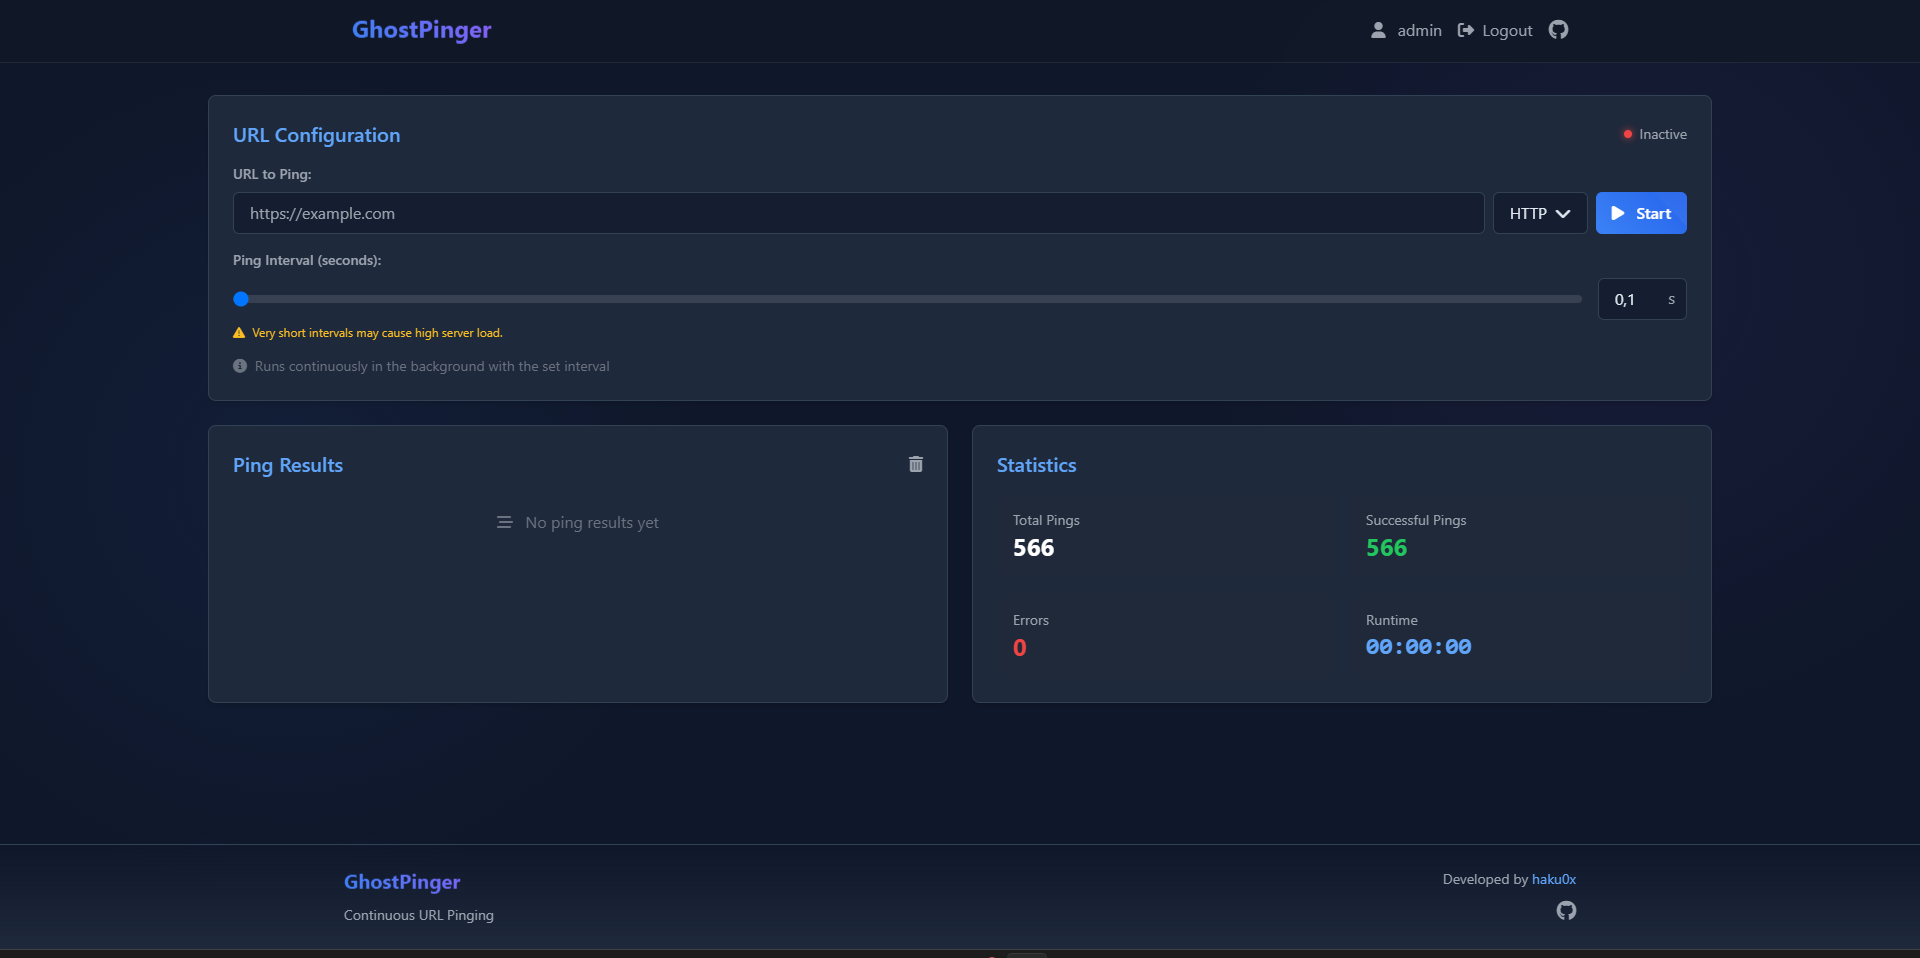 GhostPinger
admin
Logout
URL Configuration
Inactive
URL to Ping:
https://example.com
HTTP
Start
Ping Interval (seconds):
0,1 s
Very short intervals may cause high server load.
Runs continuously in the background with the set interval
Ping Results
No ping results yet
Statistics
Total Pings
566
Successful Pings
566
Errors
0
Runtime
00:00:00
GhostPinger
Continuous URL Pinging
Developed by haku0x